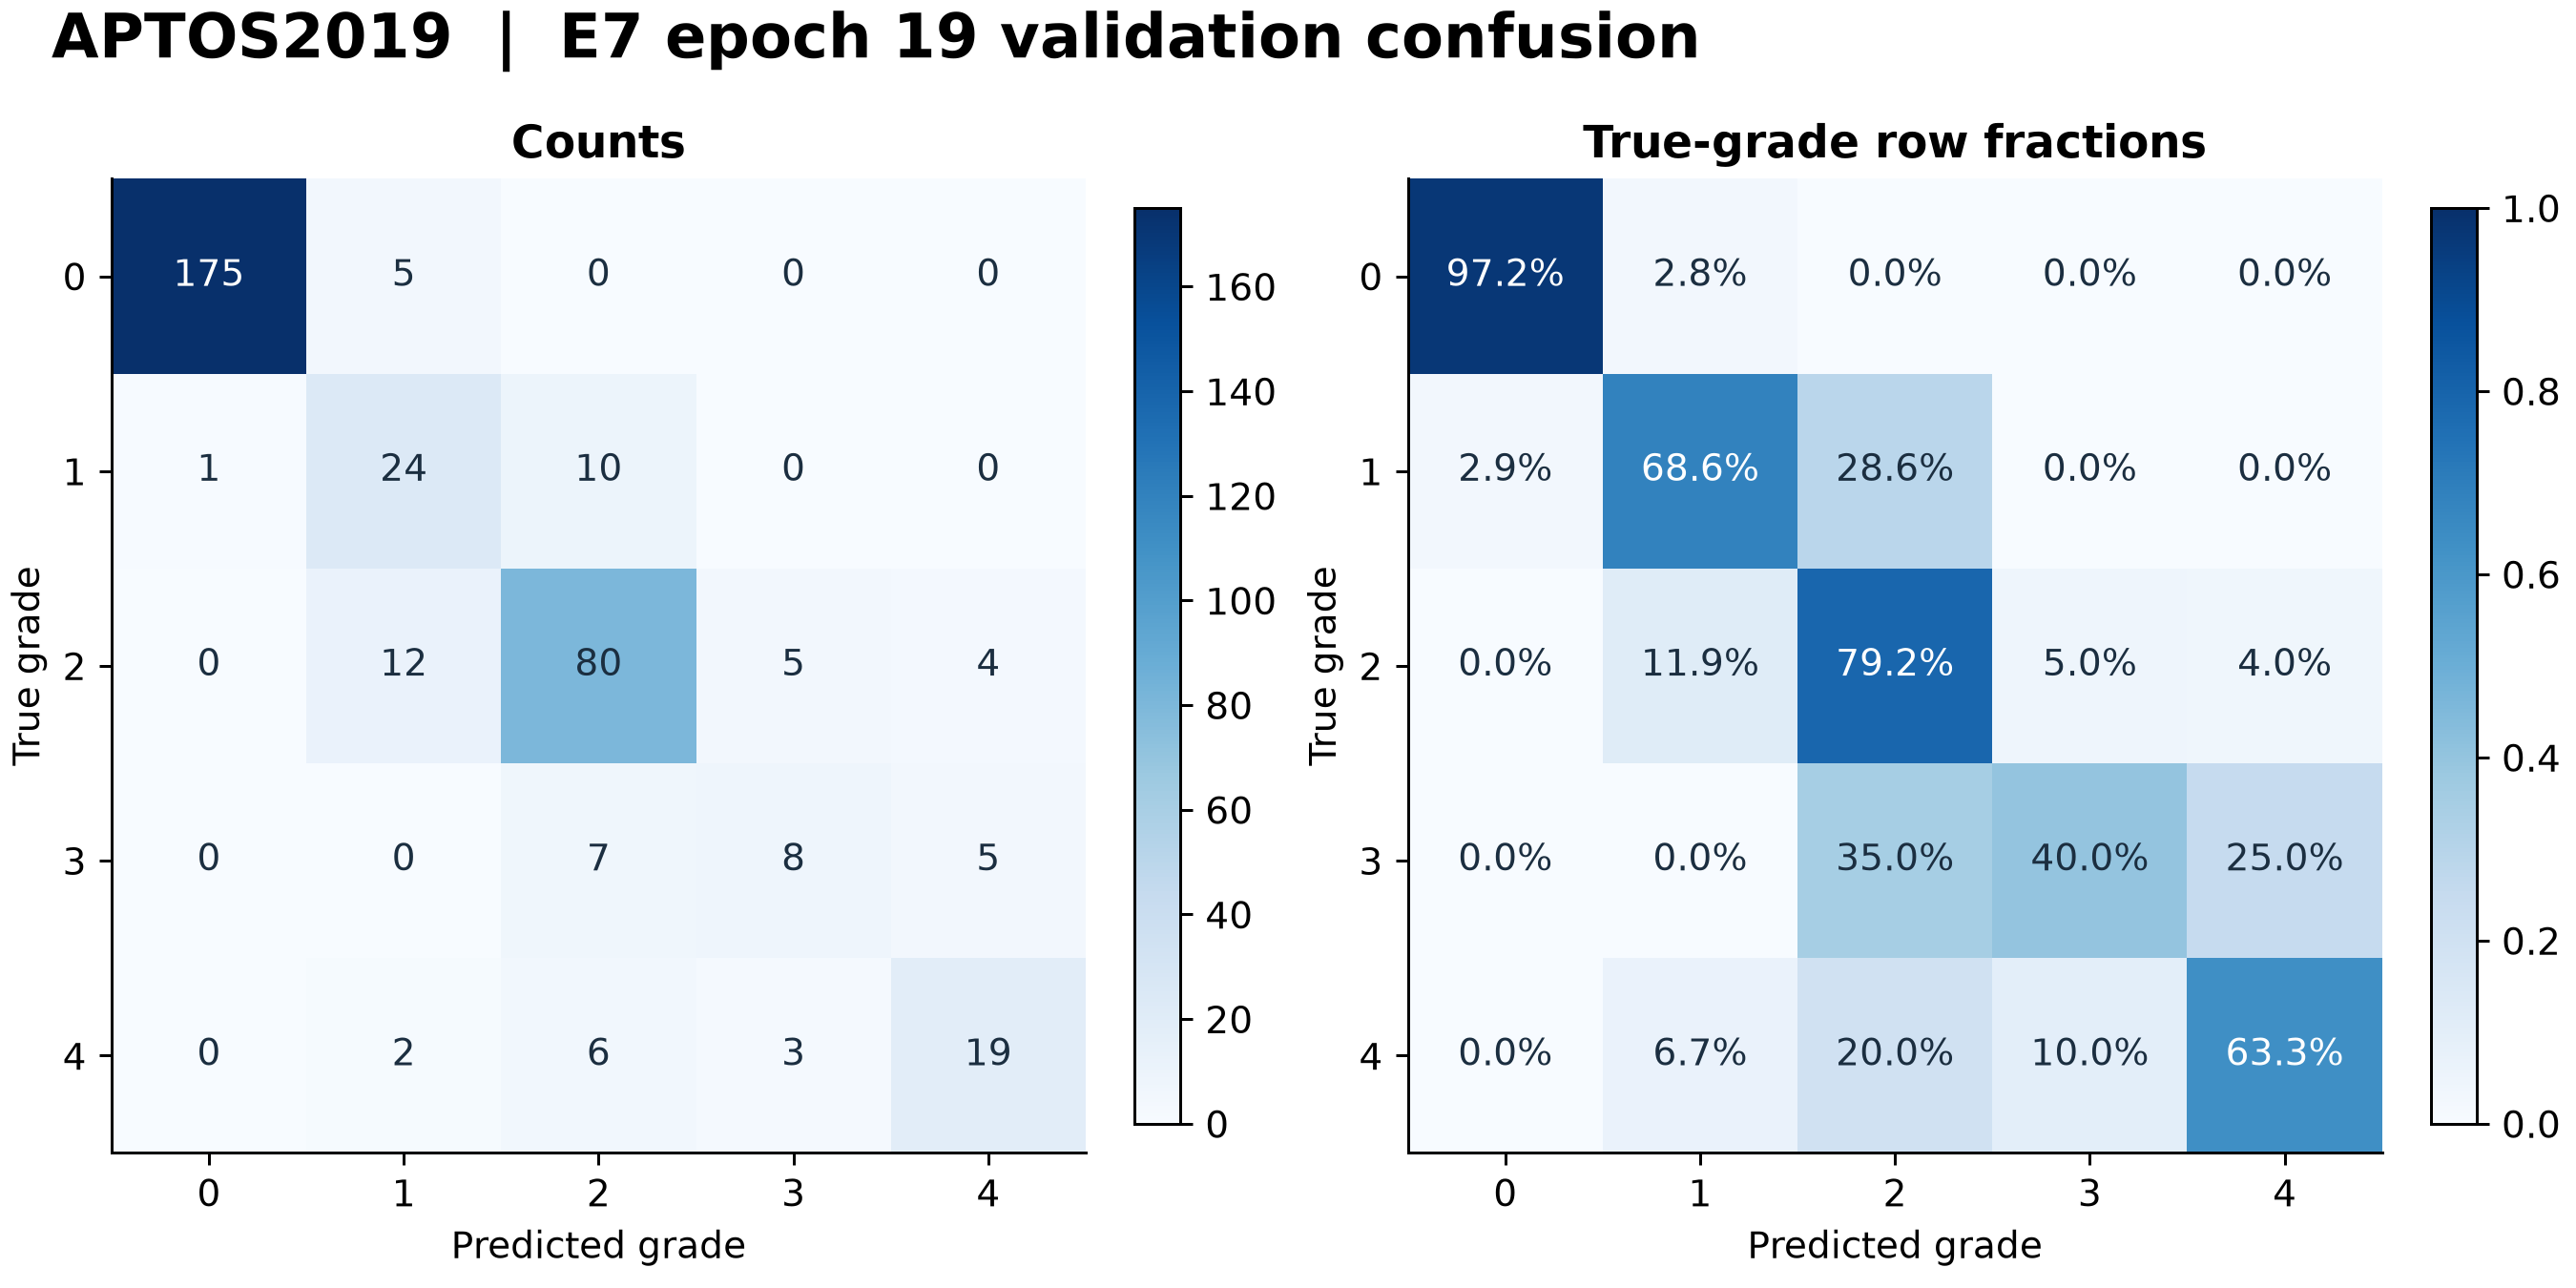 APTOS2019 | E7 epoch 19 validation confusion
Counts
True grade
0 175 5 0 0 0
1 1 24 10 0 0
2 0 12 80 5 4
3 0 0 7 8 5
4 0 2 6 3 19
0 1 2 3 4
Predicted grade
160
140
120
100
80
60
40
20
0
True-grade row fractions
True grade
0 97.2% 2.8% 0.0% 0.0% 0.0%
1 2.9% 68.6% 28.6% 0.0% 0.0%
2 0.0% 11.9% 79.2% 5.0% 4.0%
3 0.0% 0.0% 35.0% 40.0% 25.0%
4 0.0% 6.7% 20.0% 10.0% 63.3%
0 1 2 3 4
Predicted grade
1.0
0.8
0.6
0.4
0.2
0.0